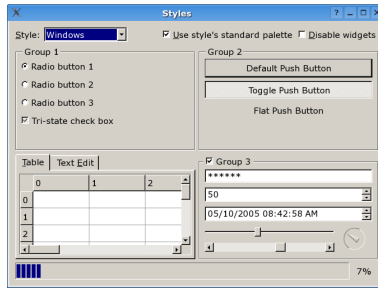 Styles
Style: Windows Use style's standard palette Disable widgets
Group 1
Radio button 1
Radio button 2
Radio button 3
Tri-state check box
Group 2
Default Push Button
Toggle Push Button
Flat Push Button
Table Text Edit
0 1 2
0
1
2
Group 3
******
50
05/10/2005 08:42:58 AM
7%